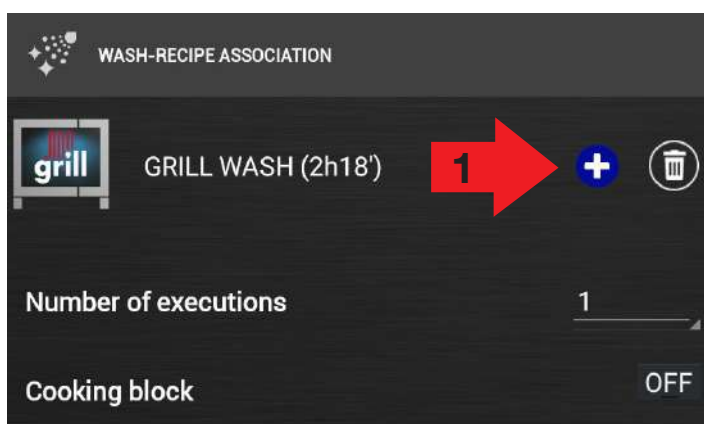 WASH-RECIPE ASSOCIATION
grill
GRILL WASH (2h18')
1
Number of executions
1
Cooking block
OFF